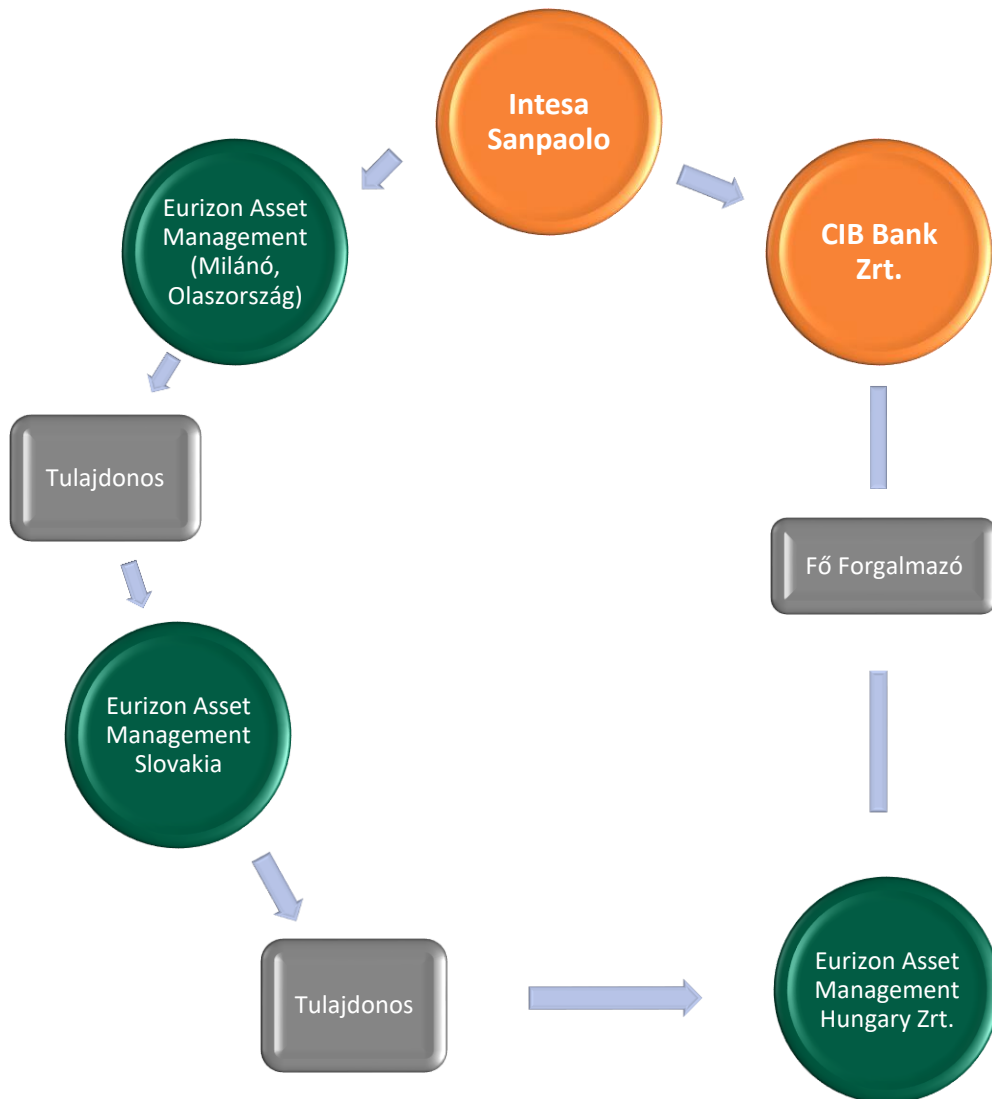 Intesa
Sanpaolo
Eurizon Asset
Management
(Milánó,
Olaszország)
CIB Bank
Zrt.
Tulajdonos
Fő Forgalmazó
Eurizon Asset
Management
Slovakia
Tulajdonos
Eurizon Asset
Management
Hungary Zrt.